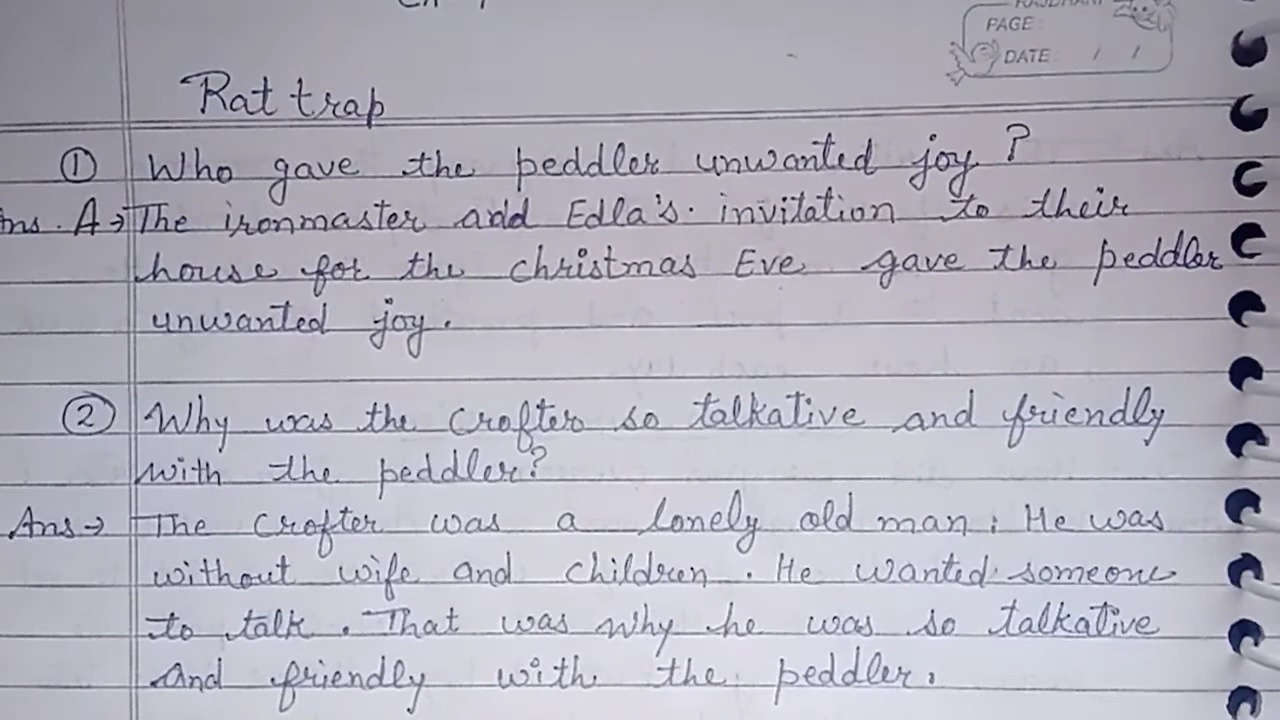 PAGE:
DATE: / /
Rat trap
① Who gave the peddler unwanted joy?
Ans. A→ The ironmaster and Edla's invitation to their
house for the christmas Eve gave the peddler
unwanted joy.
② Why was the crofter so talkative and friendly
with the peddler?
Ans→ The crofter was a lonely old man. He was
without wife and children. He wanted someone
to talk. That was why he was so talkative
and friendly with the peddler.